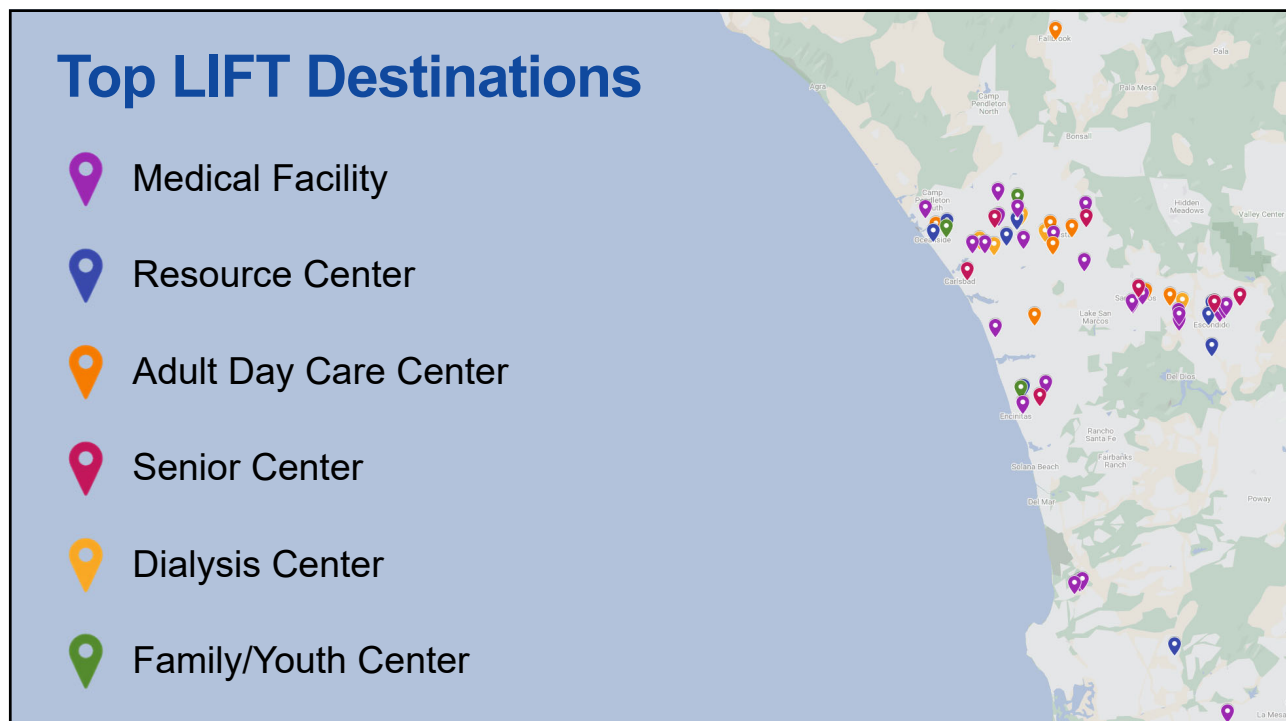 Top LIFT Destinations
Medical Facility
Resource Center
Adult Day Care Center
Senior Center
Dialysis Center
Family/Youth Center
Fallbrook
Pala
Agra
Pala Mesa
Camp
Pendleton
North
Bonsall
Camp
Pendleton
South
Hidden
Meadows
Valley Center
Oceanside
Carlsbad
Lake San
Marcos
Escondido
Del Dios
Encinitas
Rancho
Santa Fe
Fairbanks
Ranch
Solana Beach
Del Mar
Poway
La Mesa